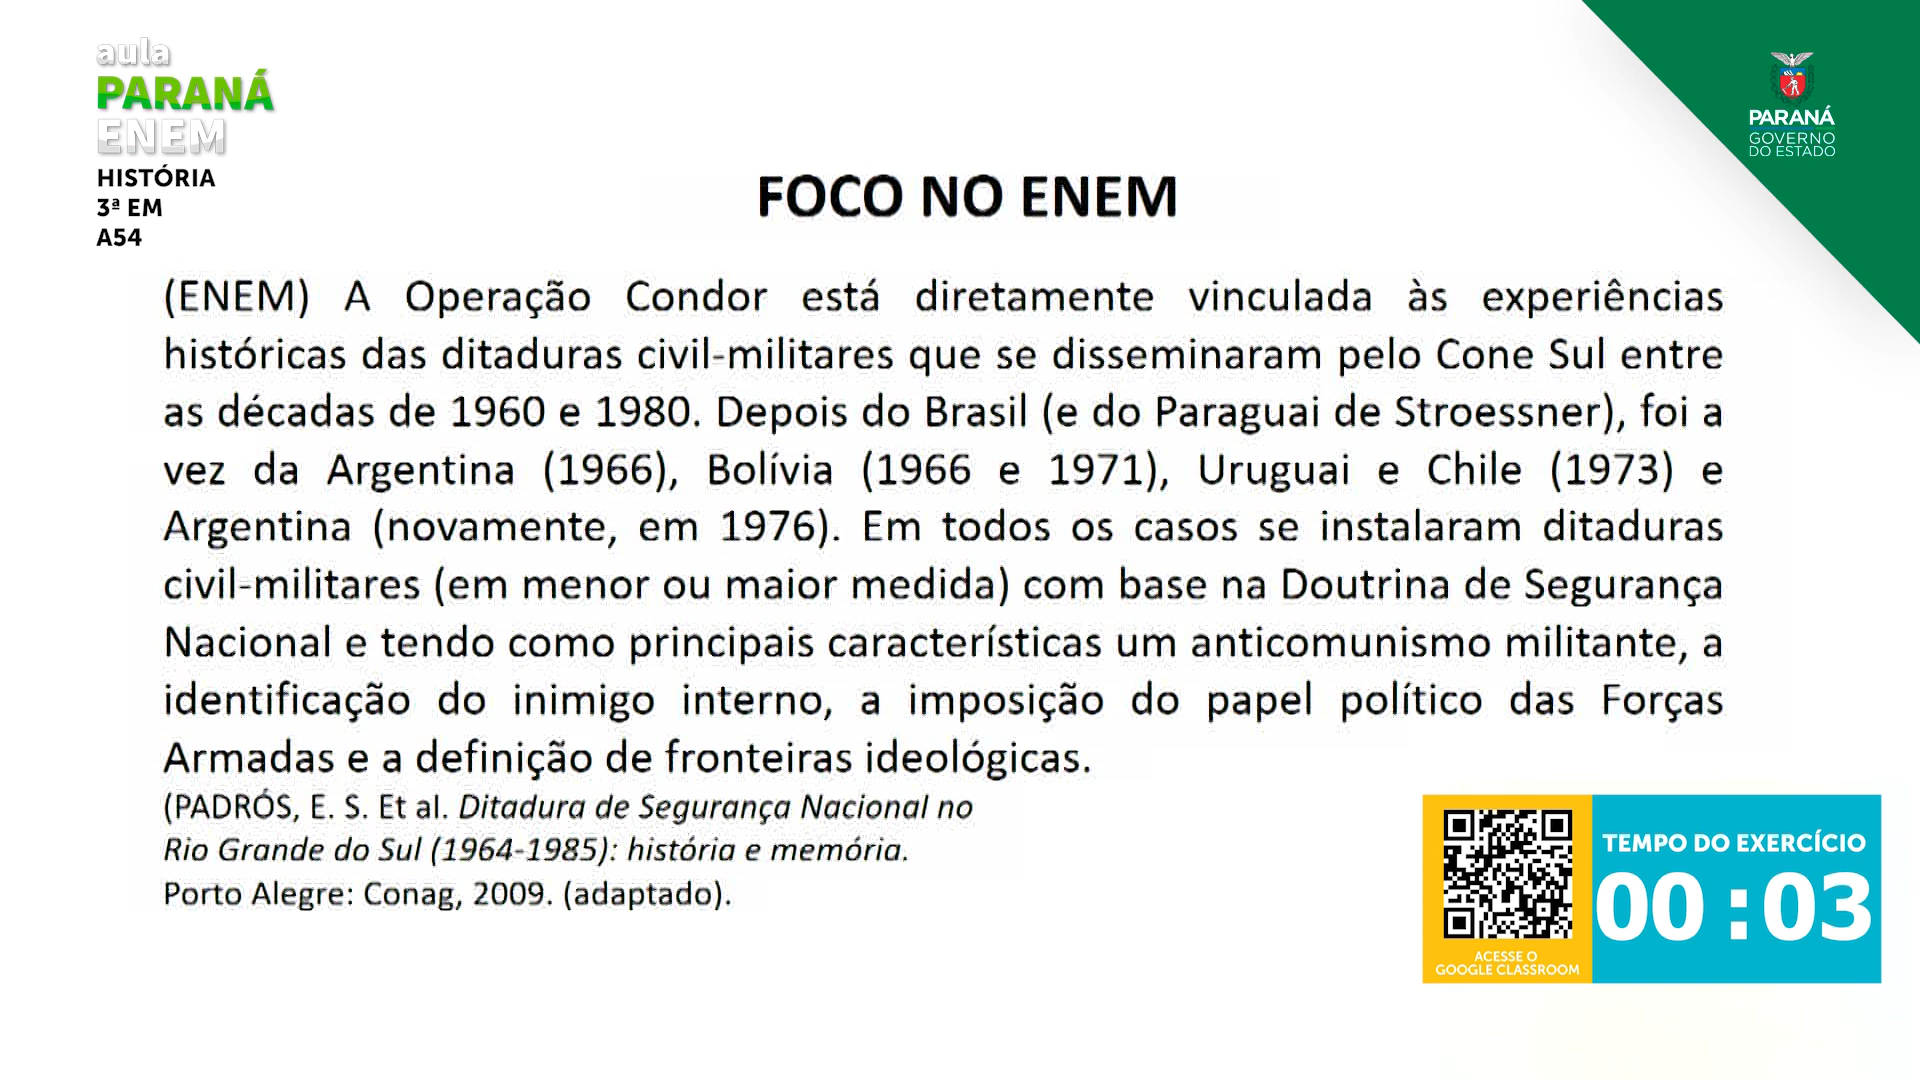 aula
PARANÁ
ENEM
HISTÓRIA
3ª EM
A54
PARANÁ
GOVERNO
DO ESTADO
FOCO NO ENEM
(ENEM) A Operação Condor está diretamente vinculada às experiências
históricas das ditaduras civil-militares que se disseminaram pelo Cone Sul entre
as décadas de 1960 e 1980. Depois do Brasil (e do Paraguai de Stroessner), foi a
vez da Argentina (1966), Bolívia (1966 e 1971), Uruguai e Chile (1973) e
Argentina (novamente, em 1976). Em todos os casos se instalaram ditaduras
civil-militares (em menor ou maior medida) com base na Doutrina de Segurança
Nacional e tendo como principais características um anticomunismo militante, a
identificação do inimigo interno, a imposição do papel político das Forças
Armadas e a definição de fronteiras ideológicas.
(PADRÓS, E. S. Et al. Ditadura de Segurança Nacional no
Rio Grande do Sul (1964-1985): história e memória.
Porto Alegre: Conag, 2009. (adaptado).
TEMPO DO EXERCÍCIO
00 :03
ACESSE O
GOOGLE CLASSROOM